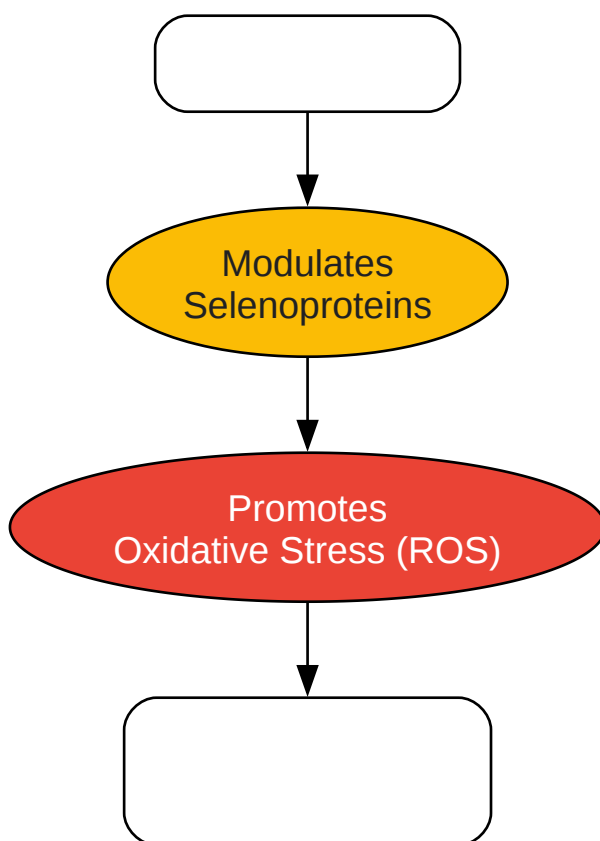 Modulates
Selenoproteins
Promotes
Oxidative Stress (ROS)